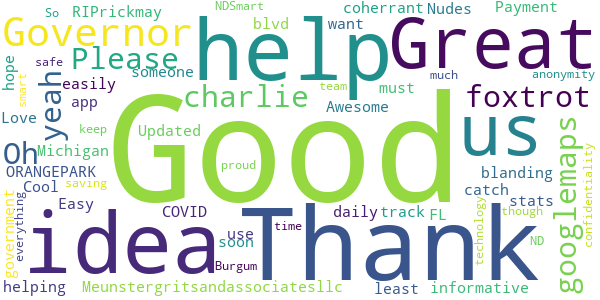 So RIPrickmay NDSmart coherrant Nudes Payment
Governor help blvd want Great
hope safe smart Please easily someone must much anonymity
yeah app charlie Awesome foxtrot
Love Updated team us googlemaps
Oh Michigan keep Good
ORANGEPARK proud blanding
Cool saving catch stats
government everything Easy COVID idea Thank daily track FL technology though confidentiality
use soon time ND
helping Burgum least informative
Meunstergritsandassociatesllc